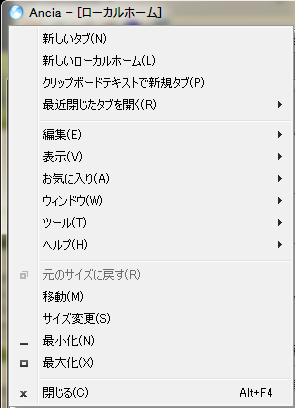 Ancia - [ローカルホーム]
新しいタブ(N)
新しいローカルホーム(L)
クリップボードテキストで新規タブ(P)
最近閉じたタブを開く(R)
編集(E)
表示(V)
お気に入り(A)
ウィンドウ(W)
ツール(T)
ヘルプ(H)
元のサイズに戻す(R)
移動(M)
サイズ変更(S)
最小化(N)
最大化(X)
閉じる(C) Alt+F4